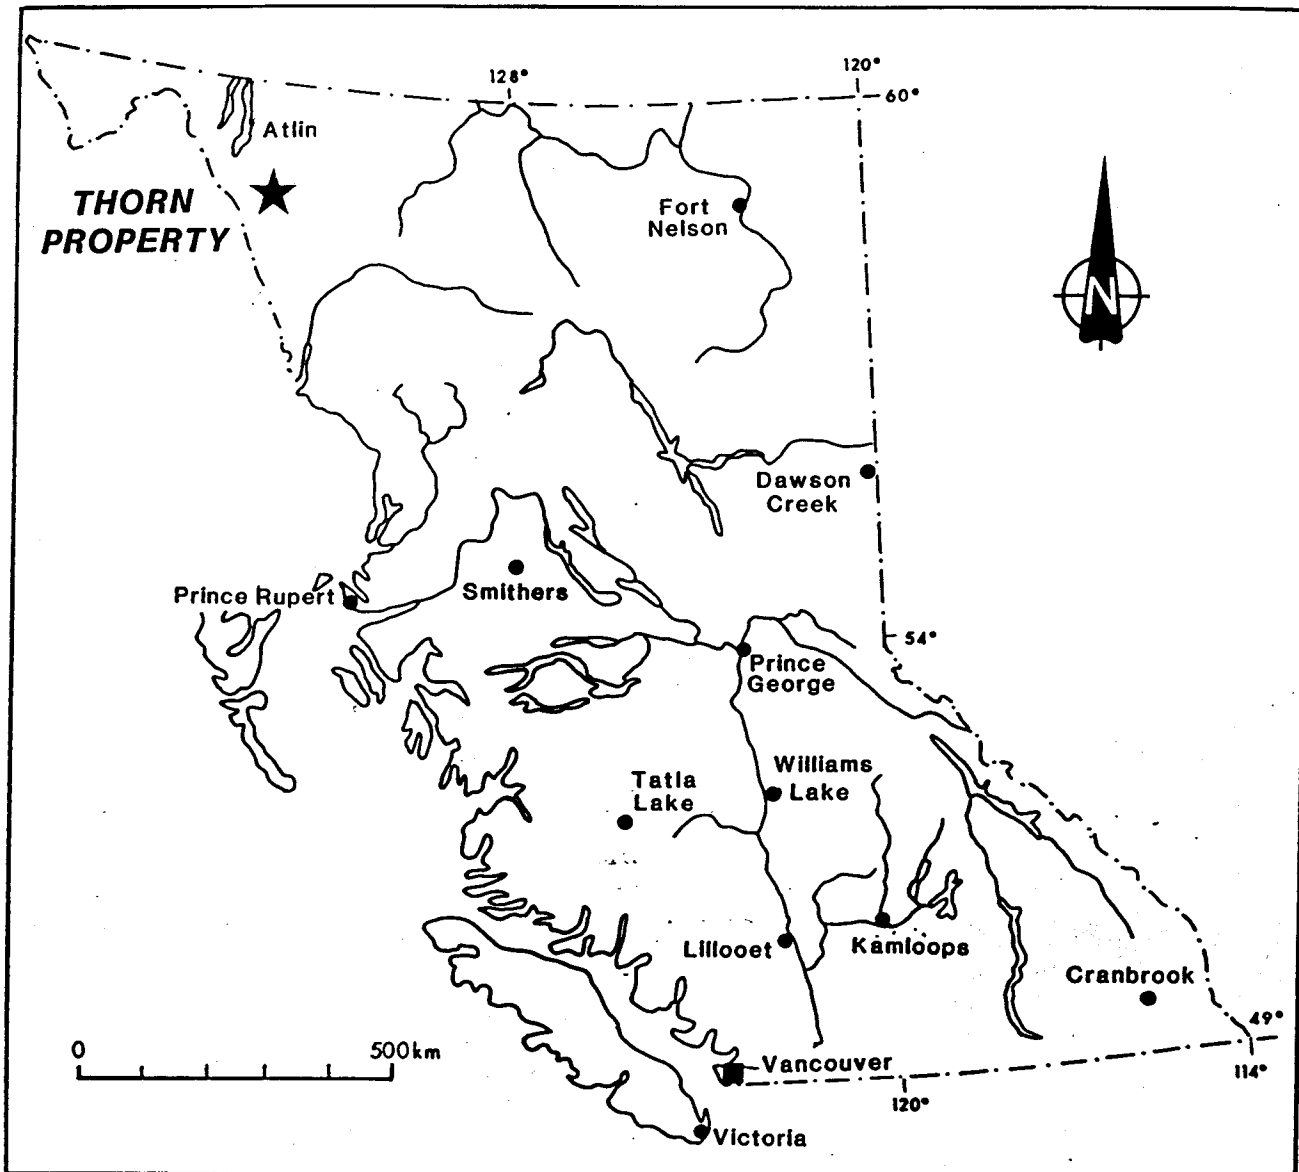 128°
120°
60°
Atlin
THORN
PROPERTY
Fort
Nelson
N
Dawson
Creek
Prince Rupert
Smithers
54°
Prince
George
Tatla
Lake
Williams
Lake
Lillooet
Kamloops
Cranbrook
49°
0
500km
Vancouver
120°
114°
Victoria